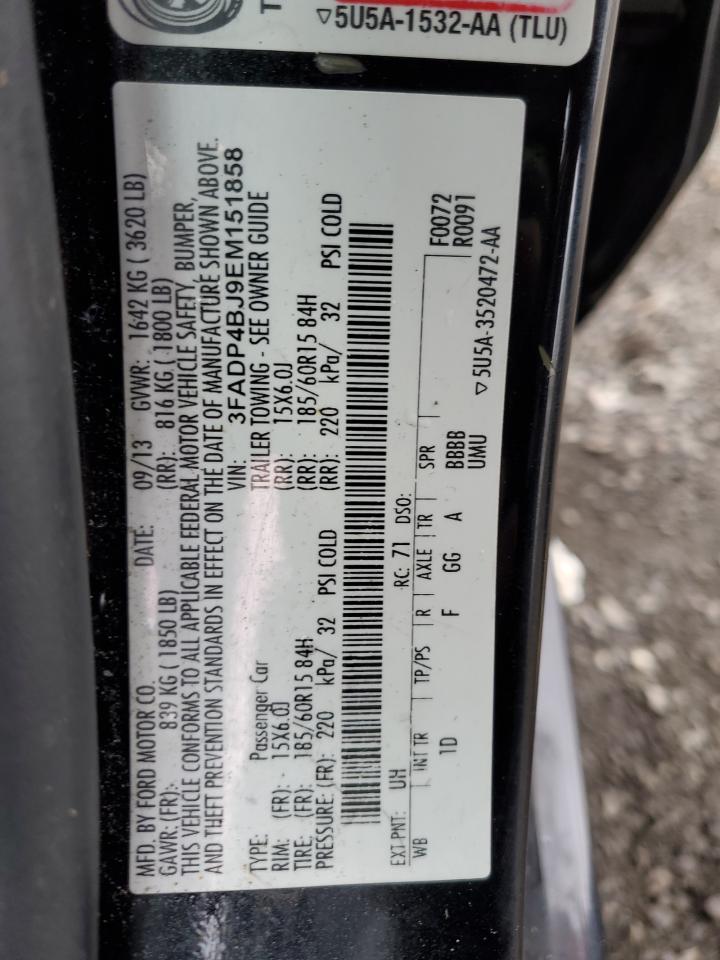 T
▽5U5A-1532-AA (TLU)
MFD. BY FORD MOTOR CO. DATE: 09/13 GVWR: 1642 KG ( 3620 LB)
GAWR: (FR): 839 KG ( 1850 LB) (RR): 816 KG ( 1800 LB)
THIS VEHICLE CONFORMS TO ALL APPLICABLE FEDERAL MOTOR VEHICLE SAFETY, BUMPER,
AND THEFT PREVENTION STANDARDS IN EFFECT ON THE DATE OF MANUFACTURE SHOWN ABOVE.
VIN: 3FADP4BJ9EM151858
TYPE: Passenger Car TRAILER TOWING - SEE OWNER GUIDE
RIM: (FR): 15X6.0J (RR): 15X6.0J
TIRE: (FR): 185/60R15 84H (RR): 185/60R15 84H
PRESSURE: (FR): 220 kPa/ 32 PSI COLD (RR): 220 kPa/ 32 PSI COLD
EXT PNT: UH RC: 71 DSO:
WB INT TR TP/PS R AXLE TR SPR F0072
1D F GG A BBBB R0091
UMU
▽5U5A-3520472-AA